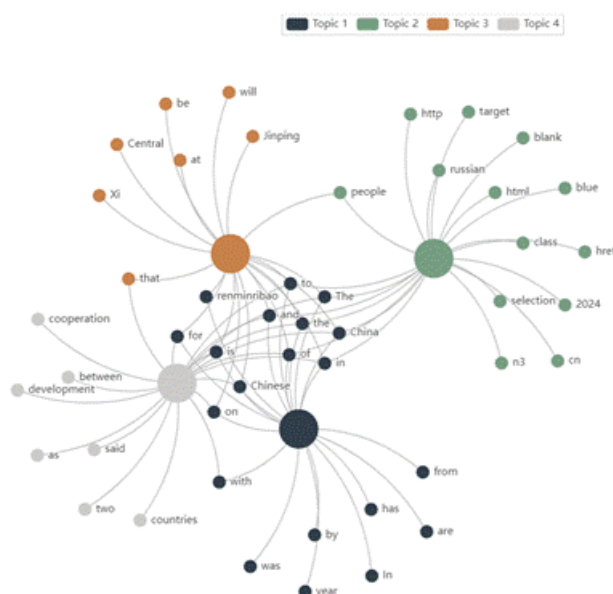 Topic 1 Topic 2 Topic 3 Topic 4
will
be
http
target
Jinping
blank
Central
at
russian
people
html
blue
Xi
class
href
that
to
renminribao
The
selection
2024
and
the
cooperation
China
for
is
of
in
n3
cn
between
development
Chinese
on
said
as
with
from
two
countries
has
are
by
was
In
year